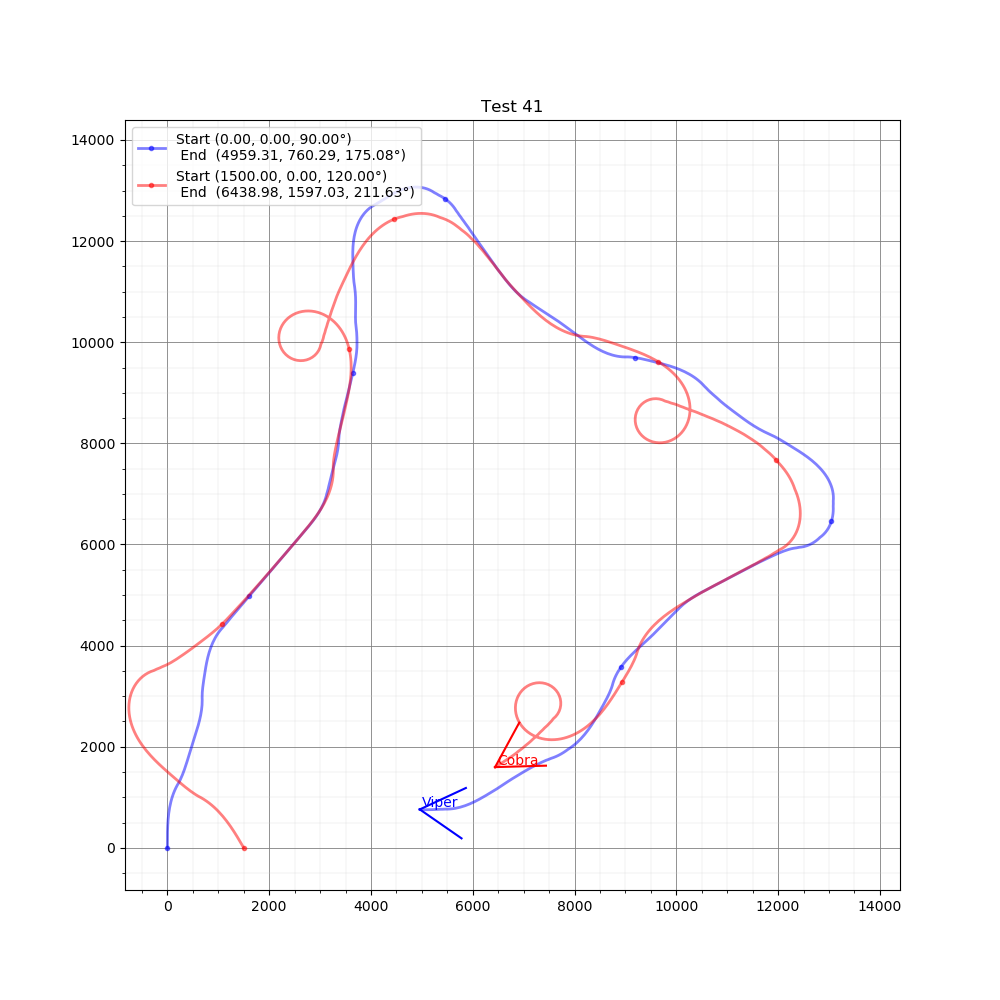 Test 41
Start (0.00, 0.00, 90.00°)
End (4959.31, 760.29, 175.08°)
Start (1500.00, 0.00, 120.00°)
End (6438.98, 1597.03, 211.63°)
14000
12000
10000
8000
6000
4000
2000
0
Cobra
Viper
0 2000 4000 6000 8000 10000 12000 14000